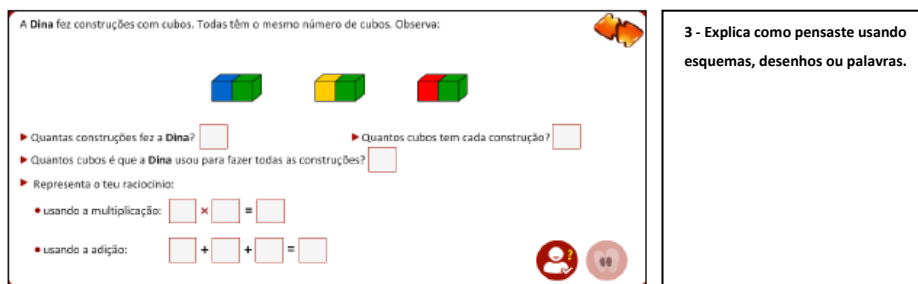 A Dina fez construções com cubos. Todas têm o mesmo número de cubos. Observa:
Quantas construções fez a Dina?
Quantos cubos tem cada construção?
Quantos cubos é que a Dina usou para fazer todas as construções?
Representa o teu raciocínio:
usando a multiplicação: × =
usando a adição: + + =
?
3 - Explica como pensaste usando
esquemas, desenhos ou palavras.